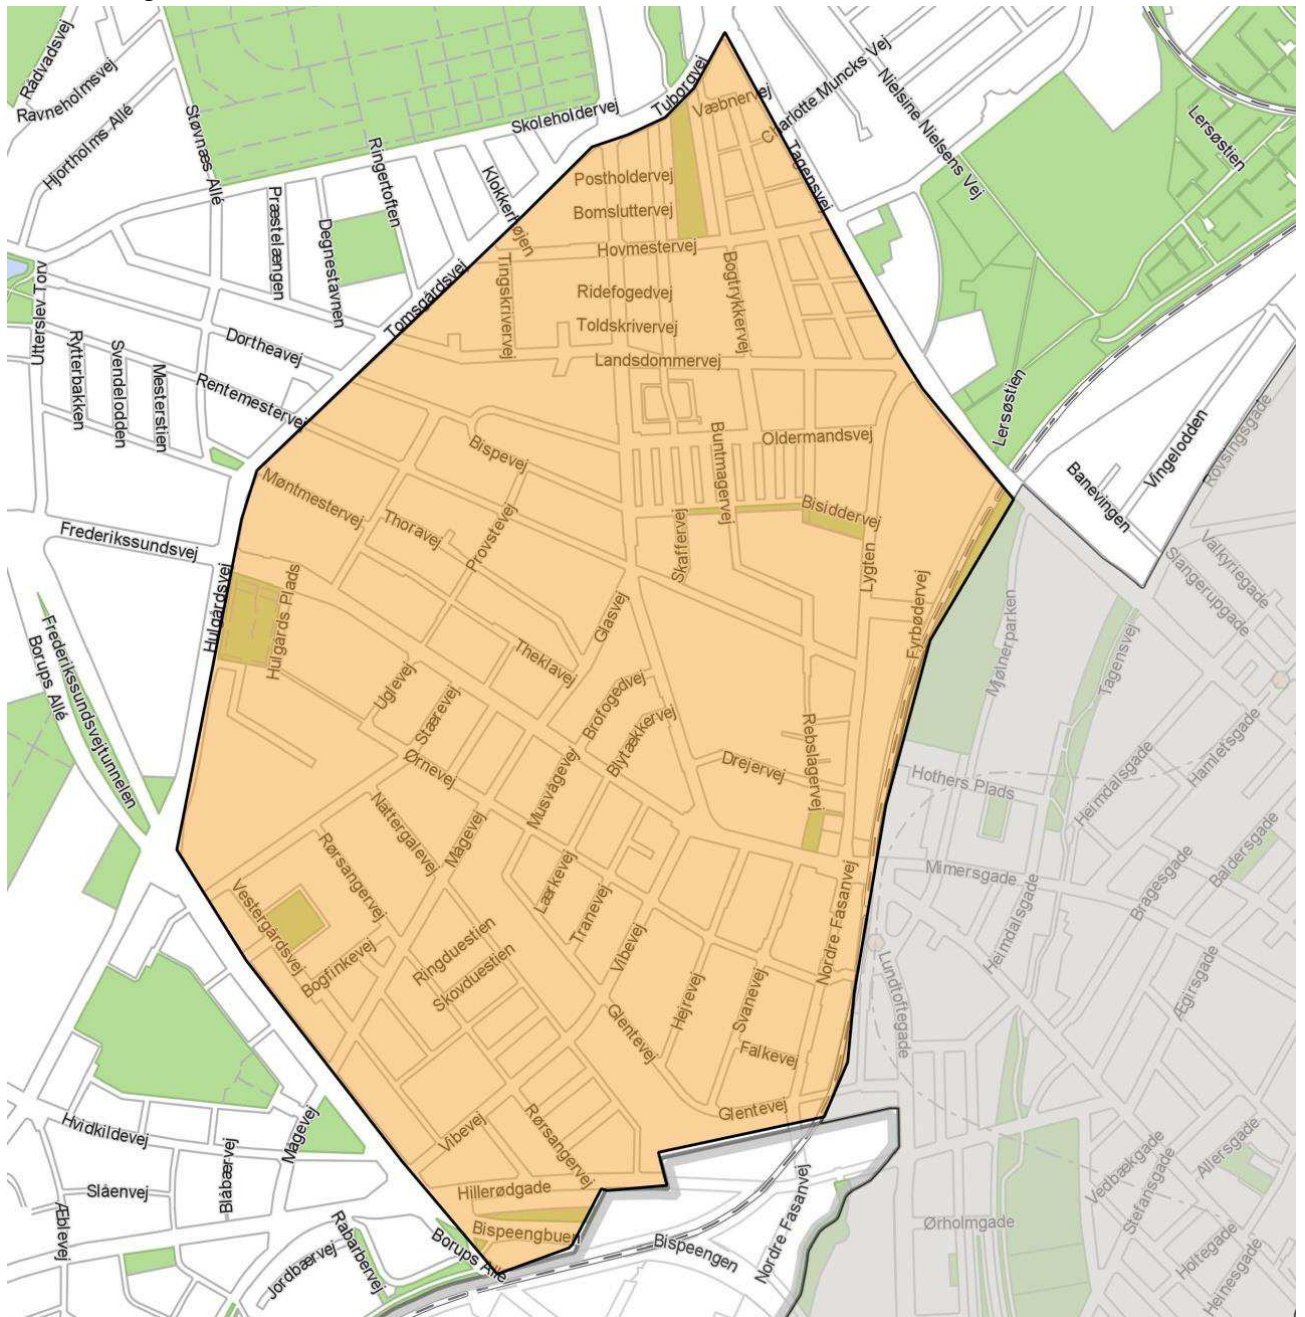 Rådvadsvej
Ravneholmsvej
Hjortholms Allé
Støvnæs Allé
Ringertoften
Skoleholdervej
Tuborgvej
Væbnervej
Charlotte Muncks Vej
Nielsine Nielsens Vej
Lersøstien
Tagensvej
Præstelængen
Degnestavnen
Klokkerhøjen
Postholdervej
Bomsluttervej
Hovmestervej
Tingskrivervej
Tomsgårdsvej
Ridefogedvej
Bogtrykkervej
Toldskrivervej
Landsdommervej
Utterslev Torv
Rytterbakken
Svendelodden
Mesterstien
Dortheavej
Rentemestervej
Bispevej
Buntmagervej
Oldermandsvej
Lersøstien
Banevingen
Vingelodden
Rovsingsgade
Møntmestervej
Thoravej
Provstevej
Skaffervej
Bisiddervej
Lygten
Frederikssundsvej
Hulgårdsvej
Hulgårds Plads
Glasvej
Fyrbødervej
Mjølnerparken
Tagensvej
Slangerupgade
Valkyriegade
Frederikssundsvejtunnelen
Borups Allé
Uglevej
Stærevej
Theklavej
Brofogedvej
Blytækkervej
Ørnevej
Musvågevej
Drejervej
Rebslagervej
Hothers Plads
Heimdalsgade
Hamletsgade
Nattergalevej
Mågevej
Rørsangervej
Lærkevej
Tranevej
Vibevej
Nordre Fasanvej
Mimersgade
Heimdalsgade
Bragesgade
Baldersgade
Vestergårdsvej
Bogfinkevej
Ringduestien
Skovduestien
Glentevej
Hejrevej
Svanevej
Falkevej
Lundtoftegade
Ægirsgade
Glentevej
Hvidkildevej
Mågevej
Vibevej
Rørsangervej
Slåenvej
Blåbærvej
Æblevej
Hillerødgade
Bispeengbuen
Borups Allé
Rabarbervej
Jordbærvej
Bispeengen
Nordre Fasanvej
Ørholmgade
Vedbækgade
Stefansgade
Allersgade
Holtegade
Heinesgade